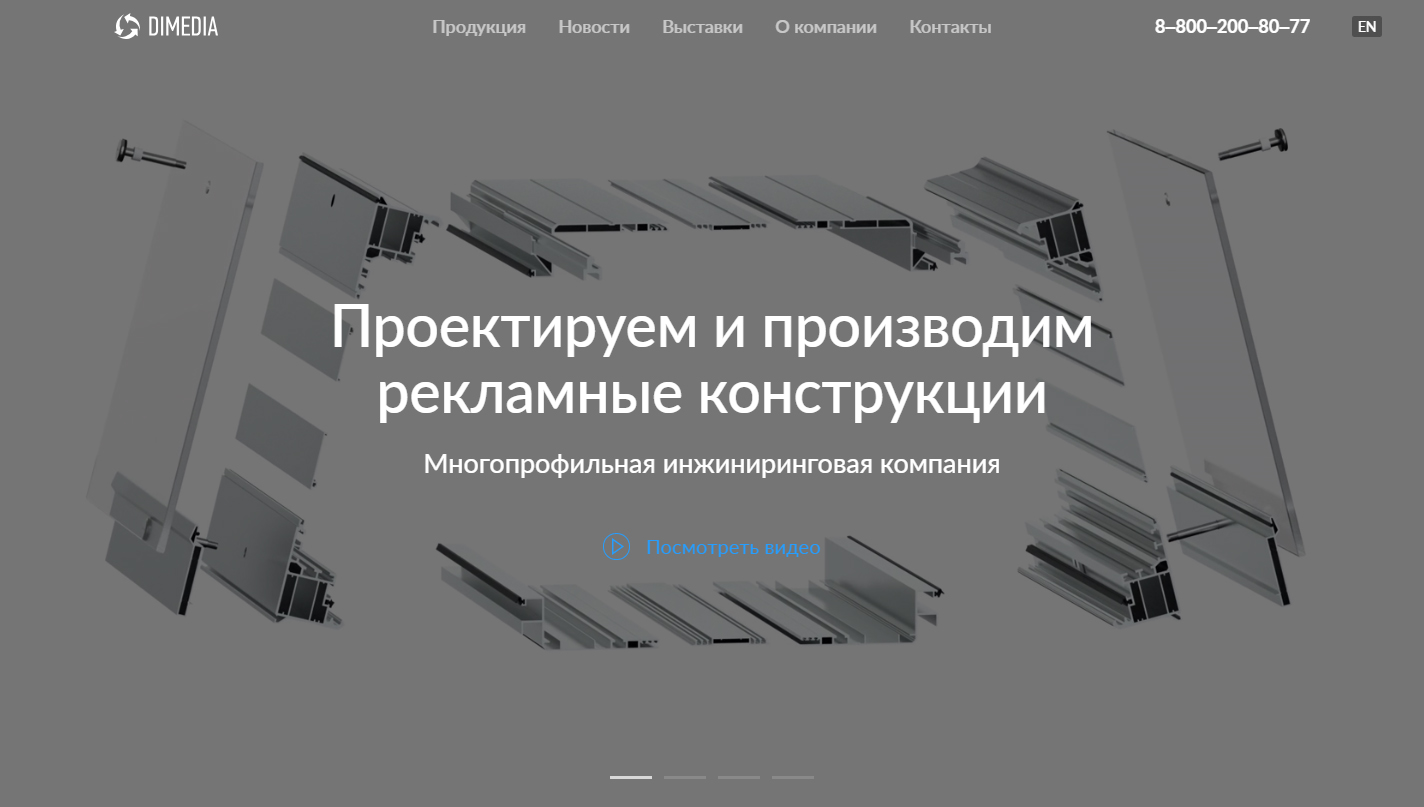 DIMEDIA
Продукция Новости Выставки О компании Контакты
8–800–200–80–77
EN
Проектируем и производим
рекламные конструкции
Многопрофильная инжиниринговая компания
Посмотреть видео